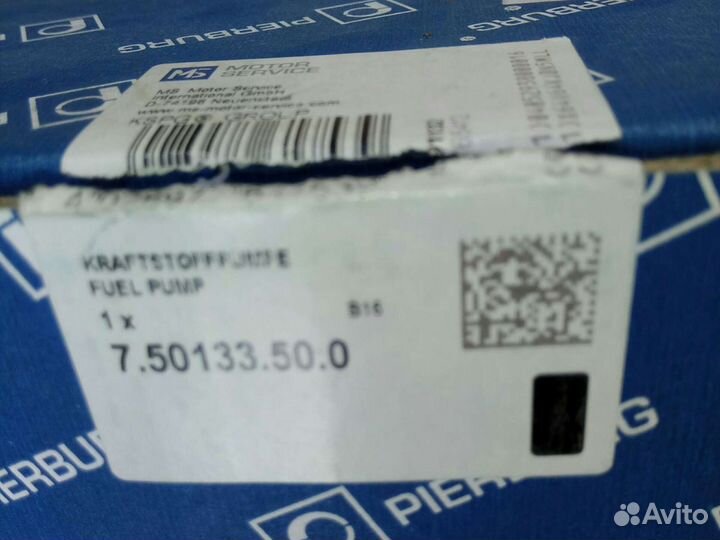 PIERBURG
PIERBURG
MS MOTOR SERVICE
MS Motor Service
International GmbH
D-74196 Neuenstadt
www.ms-motor-service.com
KSPG® GROUP
KRAFTSTOFFPUMPE
FUEL PUMP
1 x
B16
7.50133.50.0
PIERBURG
PIERBURG
Avito